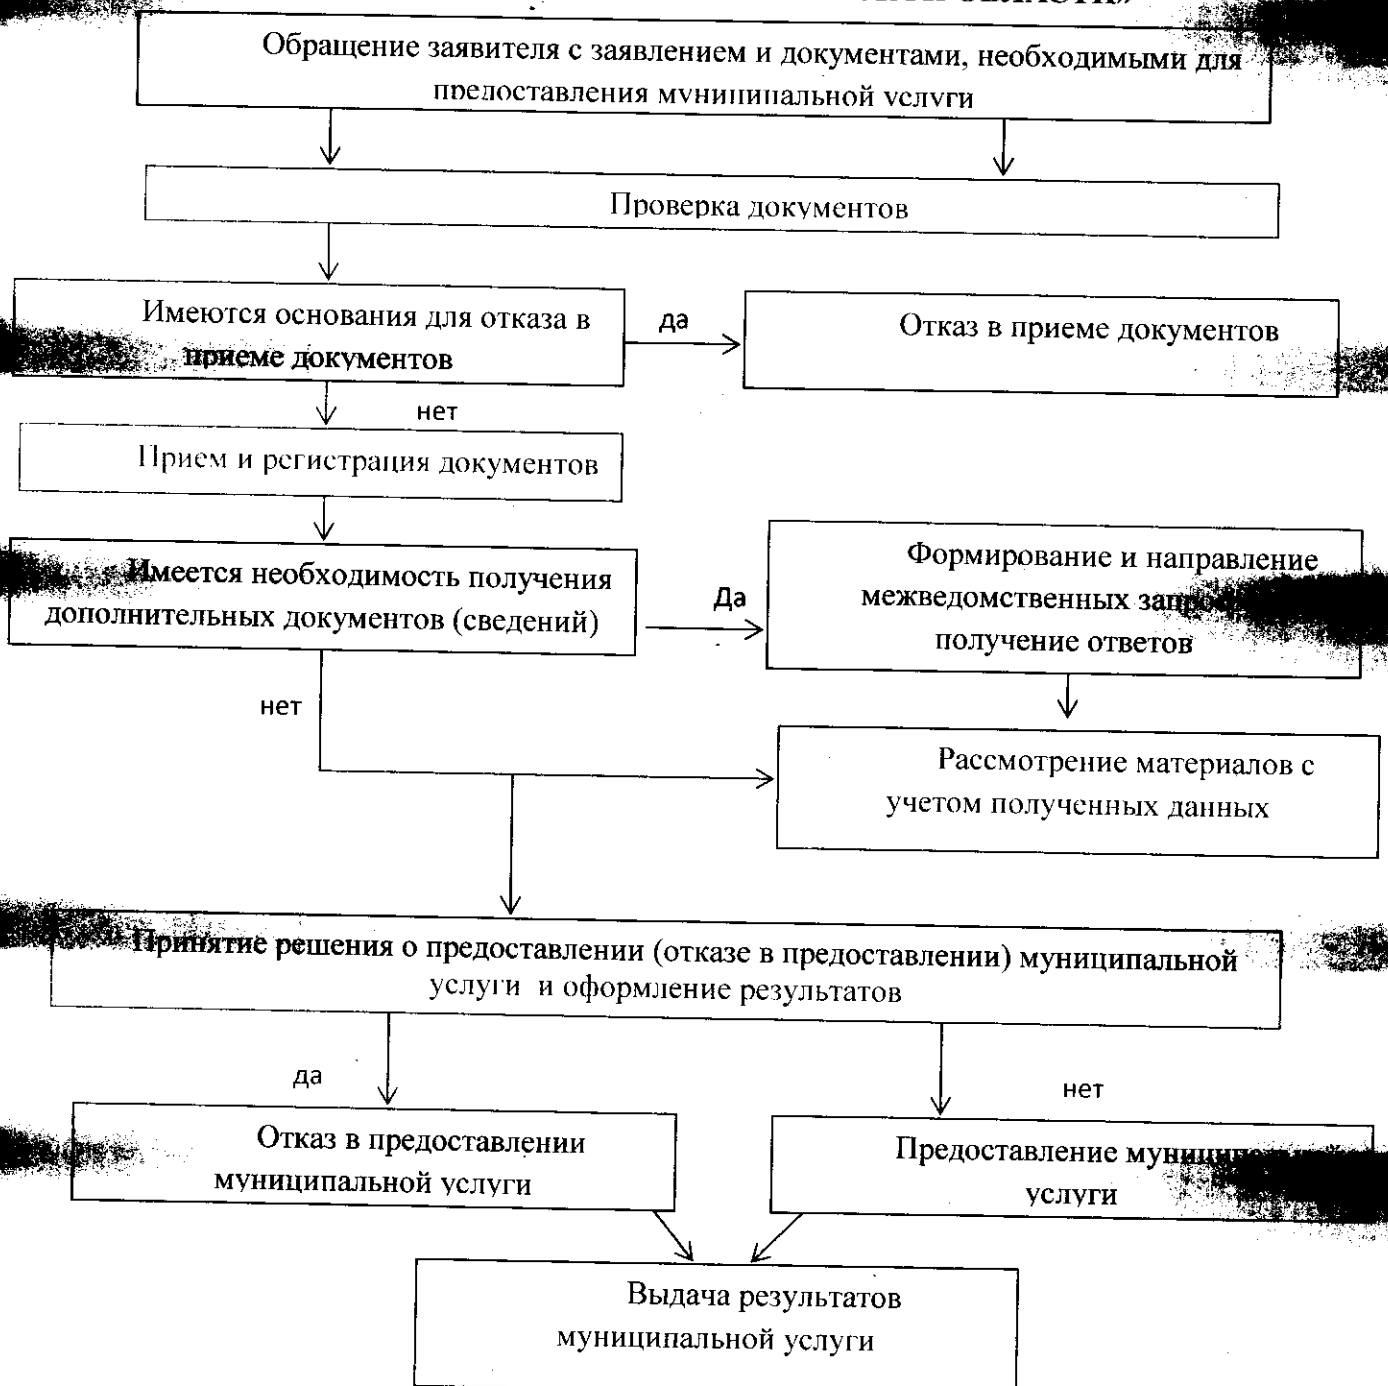 Обращение заявителя с заявлением и документами, необходимыми для
предоставления муниципальной услуги
Проверка документов
Имеются основания для отказа в
приеме документов
да
Отказ в приеме документов
нет
Прием и регистрация документов
Имеется необходимость получения
дополнительных документов (сведений)
Да
Формирование и направление
межведомственных
получение ответов
нет
Рассмотрение материалов с
учетом полученных данных
Принятие решения о предоставлении (отказе в предоставлении) муниципальной
услуги и оформление результатов
да
нет
Отказ в предоставлении
муниципальной услуги
Предоставление
услуги
Выдача результатов
муниципальной услуги